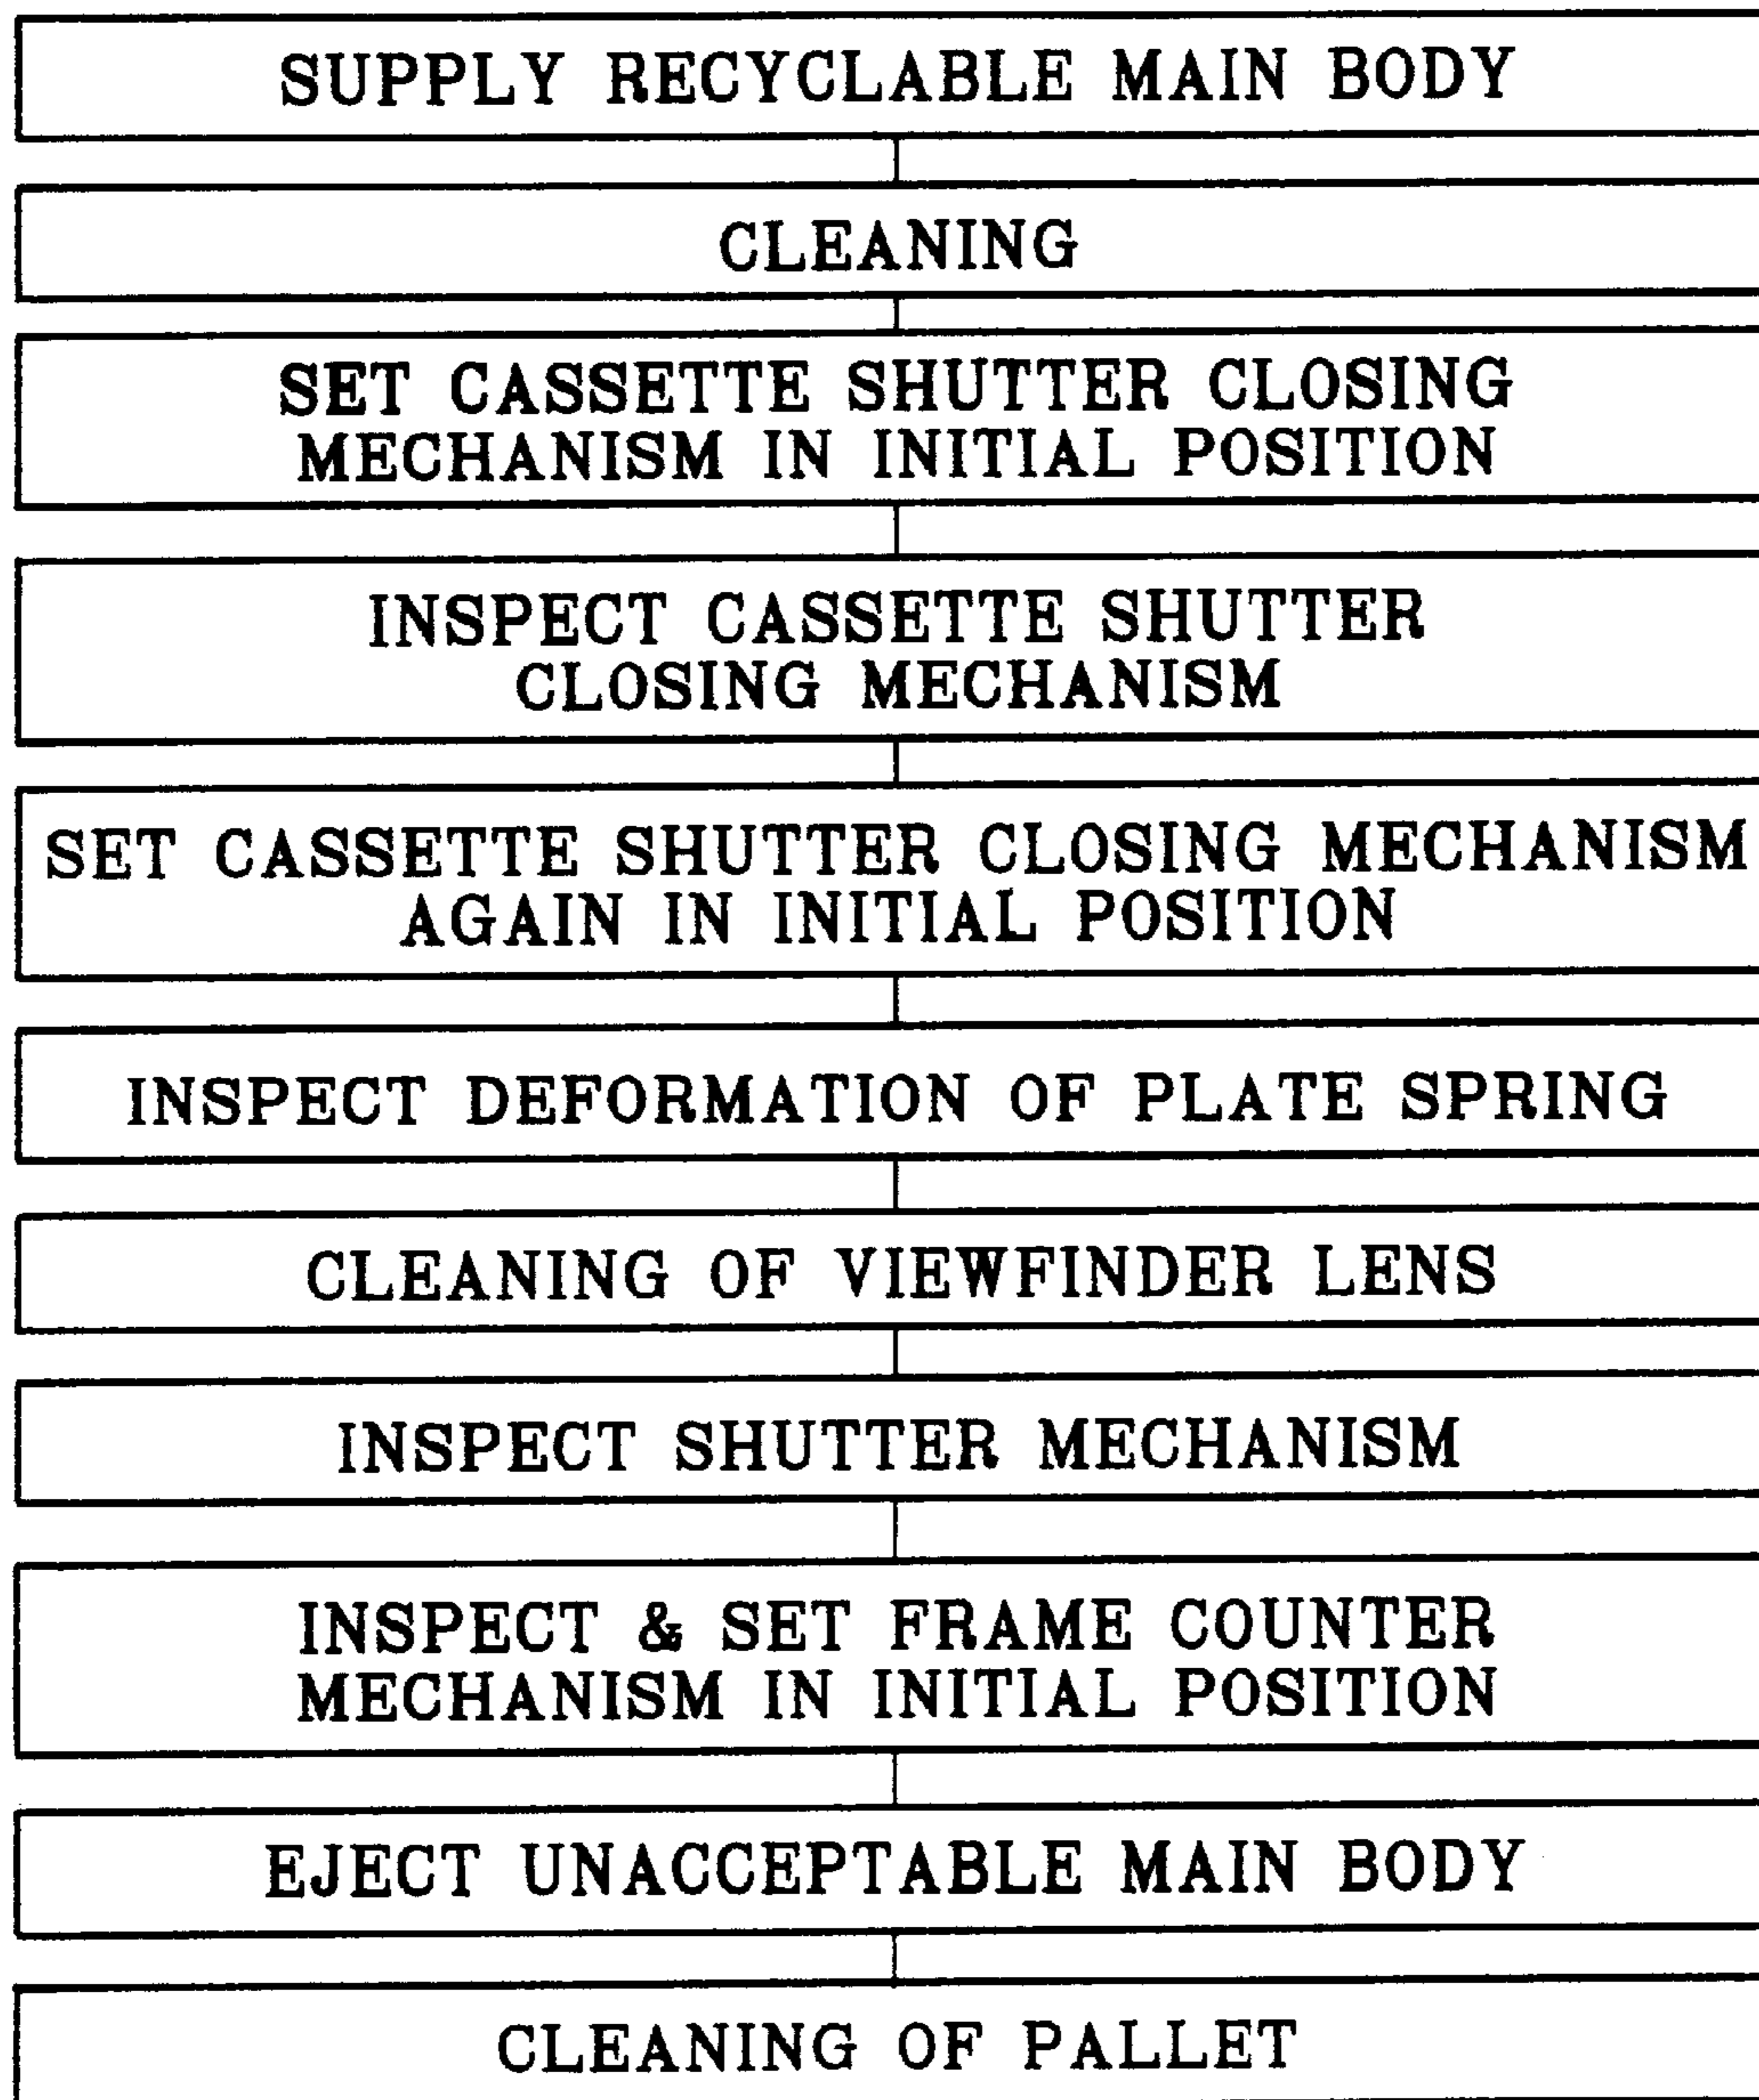 SUPPLY RECYCLABLE MAIN BODY
CLEANING
SET CASSETTE SHUTTER CLOSING
MECHANISM IN INITIAL POSITION
INSPECT CASSETTE SHUTTER
CLOSING MECHANISM
SET CASSETTE SHUTTER CLOSING MECHANISM
AGAIN IN INITIAL POSITION
INSPECT DEFORMATION OF PLATE SPRING
CLEANING OF VIEWFINDER LENS
INSPECT SHUTTER MECHANISM
INSPECT & SET FRAME COUNTER
MECHANISM IN INITIAL POSITION
EJECT UNACCEPTABLE MAIN BODY
CLEANING OF PALLET